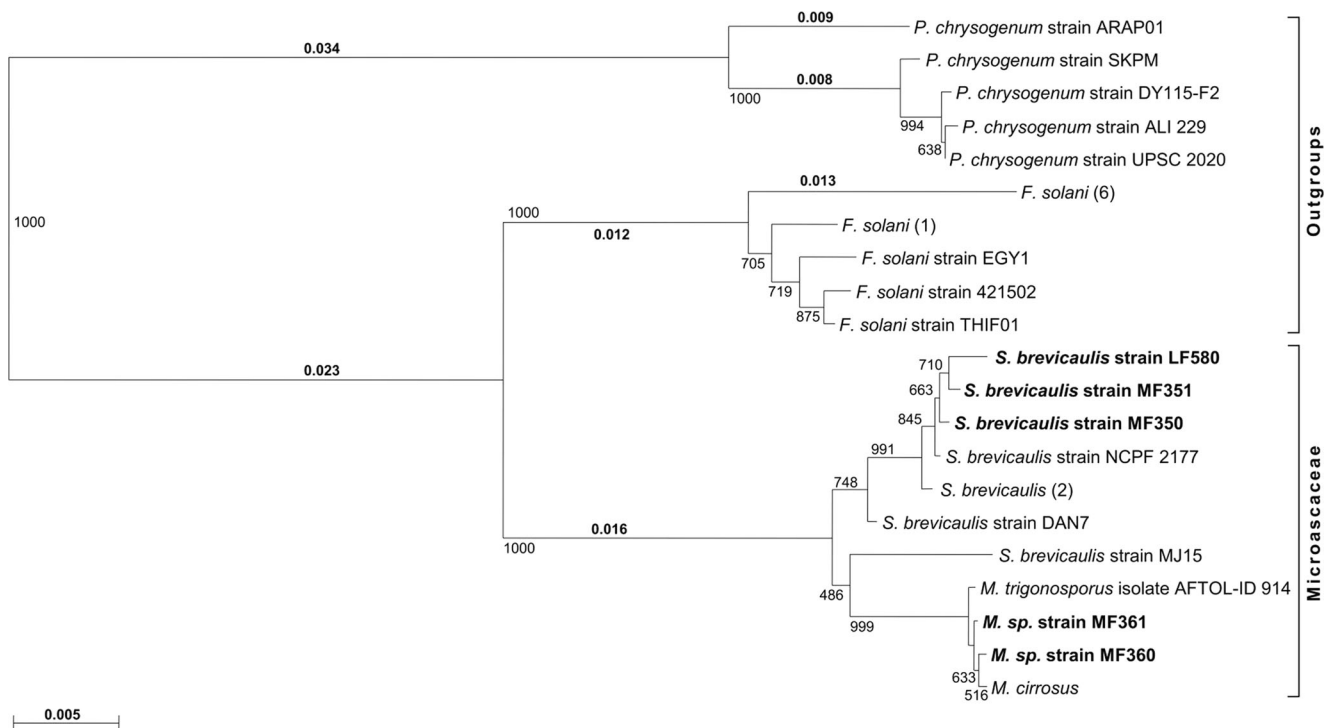 0.009
P. chrysogenum strain ARAP01
0.034
P. chrysogenum strain SKPM
0.008
1000
P. chrysogenum strain DY115-F2
994
P. chrysogenum strain ALI 229
638
P. chrysogenum strain UPSC 2020
Outgroups
0.013
F. solani (6)
1000
1000
0.012
F. solani (1)
705
F. solani strain EGY1
719
F. solani strain 421502
875
F. solani strain THIF01
0.023
710
S. brevicaulis strain LF580
663
S. brevicaulis strain MF351
845
S. brevicaulis strain MF350
991
S. brevicaulis strain NCPF 2177
748
S. brevicaulis (2)
S. brevicaulis strain DAN7
0.016
1000
S. brevicaulis strain MJ15
486
M. trigonosporus isolate AFTOL-ID 914
999
M. sp. strain MF361
M. sp. strain MF360
633
516
M. cirrosus
Microascaceae
0.005